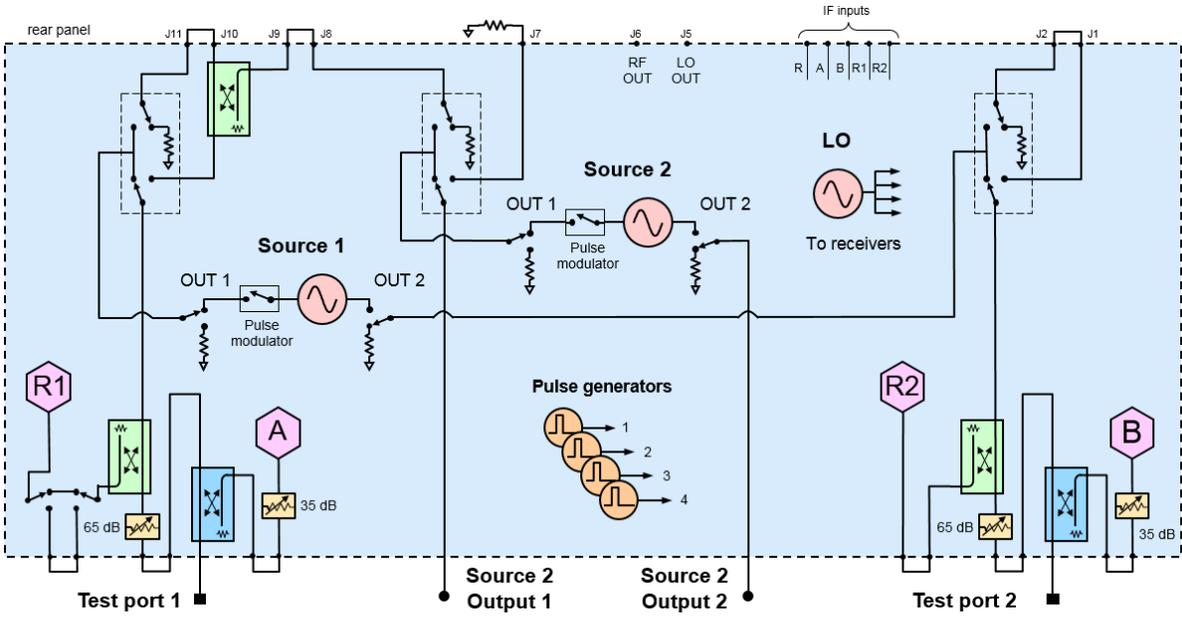 IF inputs
rear panel
J11
J10
J9
J8
J7
J6
J5
J2
J1
RF
OUT
LO
OUT
R
A
B
R1
R2
LO
Source 2
OUT 1
OUT 2
Pulse
modulator
To receivers
Source 1
OUT 1
OUT 2
Pulse
modulator
R1
A
Pulse generators
1
2
3
4
R2
B
35 dB
65 dB
65 dB
35 dB
Source 2
Output 1
Source 2
Output 2
Test port 1
Test port 2